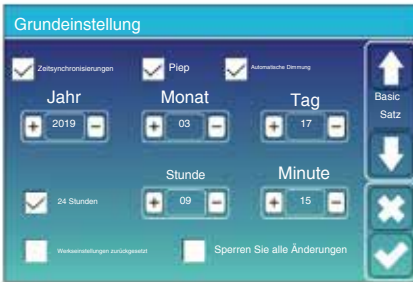 Grundeinstellung
Zeitsynchronisierungen Piep Automatische Dimmung
Jahr Monat Tag
Basic
Satz
+ 2019 - + 03 - + 17 -
Stunde Minute
24 Stunden + 09 - + 15 -
Werkseinstellungen zurückgesetzt Sperren Sie alle Änderungen